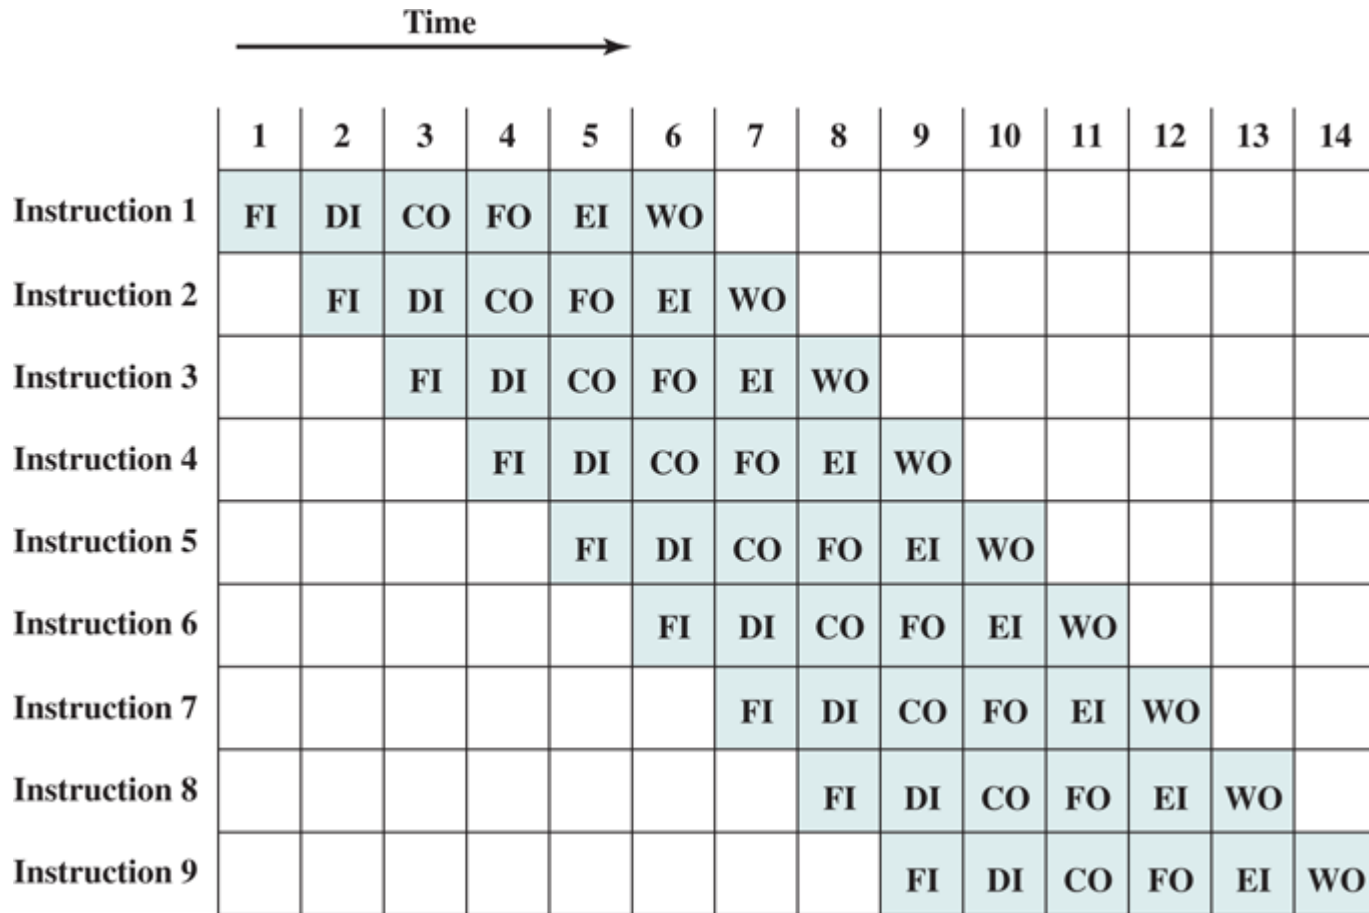 Time
1 2 3 4 5 6 7 8 9 10 11 12 13 14
Instruction 1 FI DI CO FO EI WO
Instruction 2 FI DI CO FO EI WO
Instruction 3 FI DI CO FO EI WO
Instruction 4 FI DI CO FO EI WO
Instruction 5 FI DI CO FO EI WO
Instruction 6 FI DI CO FO EI WO
Instruction 7 FI DI CO FO EI WO
Instruction 8 FI DI CO FO EI WO
Instruction 9 FI DI CO FO EI WO